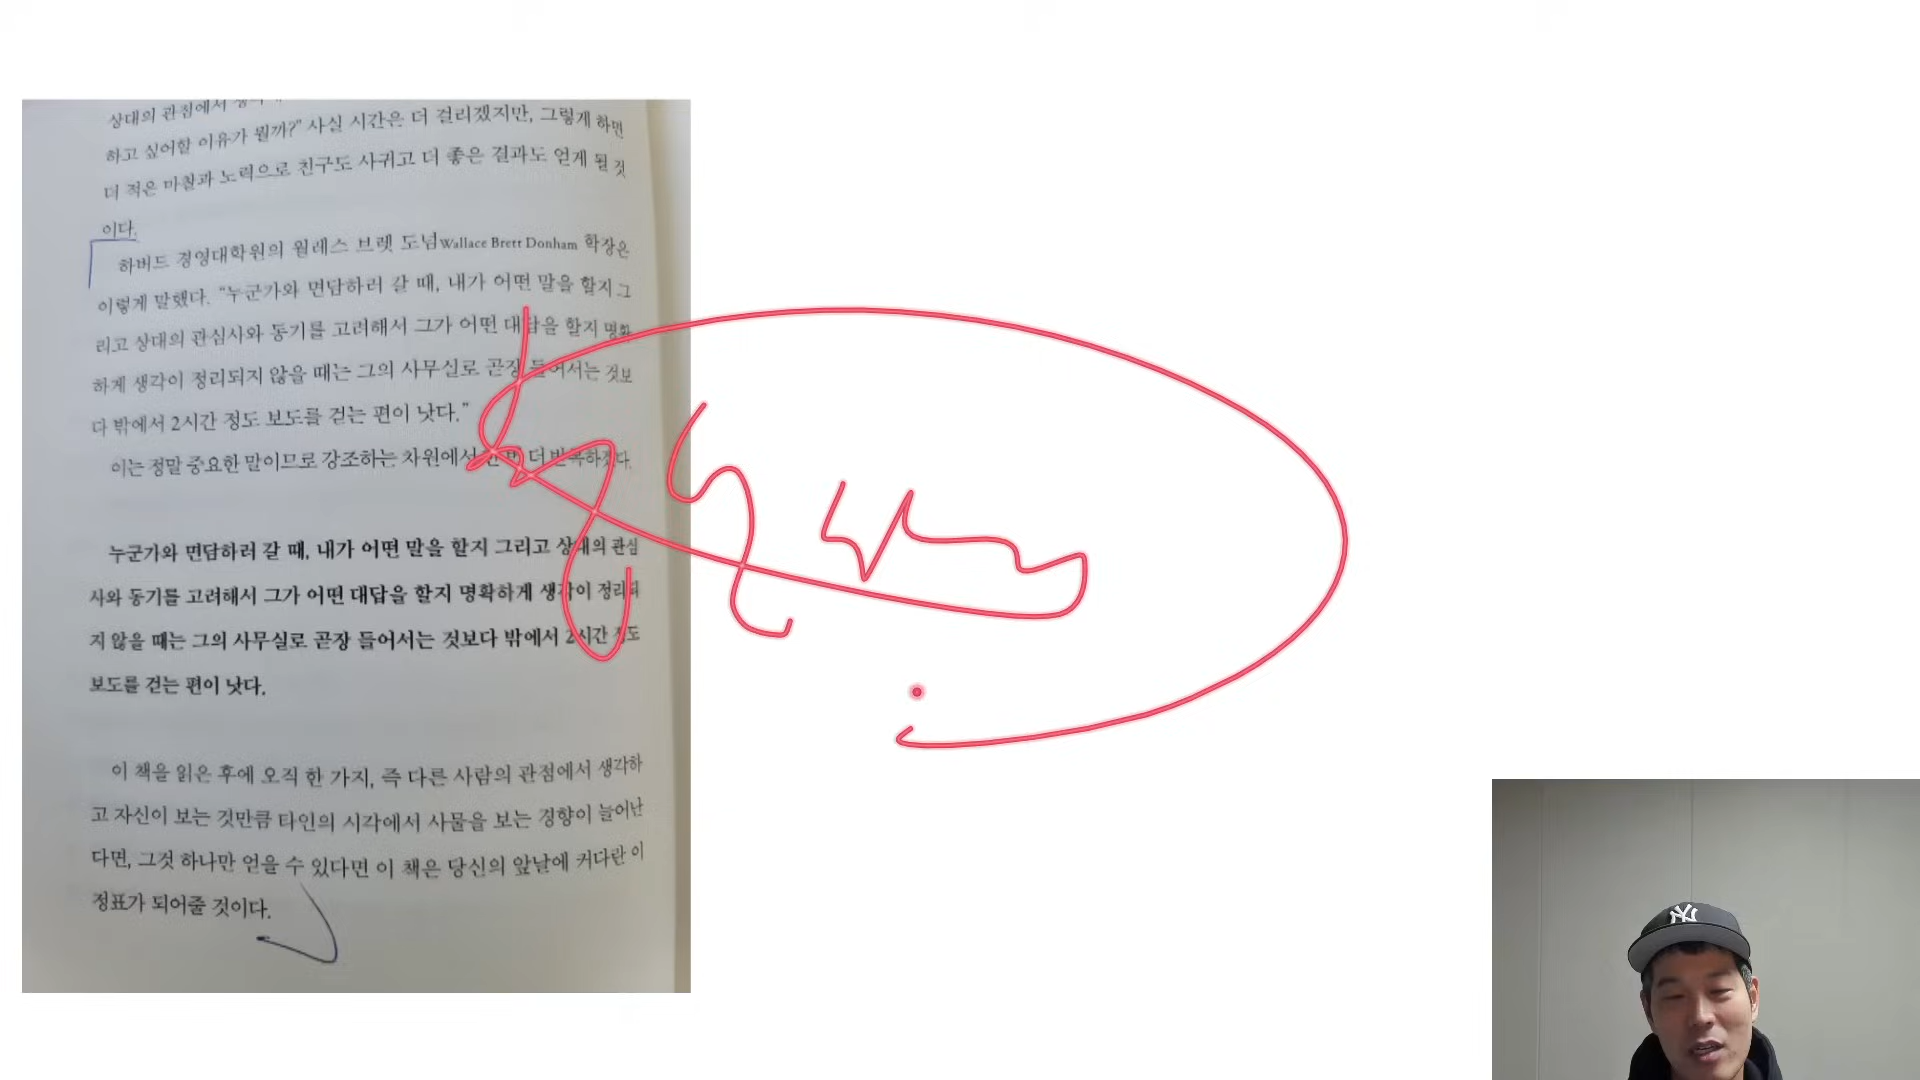 상대의 관점에서
하고 싶어할 이유가 뭘까?” 사실 시간은 더 걸리겠지만, 그렇게 하면
더 적은 마찰과 노력으로 친구도 사귀고 더 좋은 결과도 얻게 될 것
이다.
하버드 경영대학원의 월레스 브렛 도넘Wallace Brett Donham 학장은
이렇게 말했다. “누군가와 면담하러 갈 때, 내가 어떤 말을 할지 그
리고 상대의 관심사와 동기를 고려해서 그가 어떤 대답을 할지 명확
하게 생각이 정리되지 않을 때는 그의 사무실로 곧장 들어서는 것보
다 밖에서 2시간 정도 보도를 걷는 편이 낫다.”
이는 정말 중요한 말이므로 강조하는 차원에서 한 번 더 반복하겠다.
누군가와 면담하러 갈 때, 내가 어떤 말을 할지 그리고 상대의 관심
사와 동기를 고려해서 그가 어떤 대답을 할지 명확하게 생각이 정리되
지 않을 때는 그의 사무실로 곧장 들어서는 것보다 밖에서 2시간 정도
보도를 걷는 편이 낫다.
이 책을 읽은 후에 오직 한 가지, 즉 다른 사람의 관점에서 생각하
고 자신이 보는 것만큼 타인의 시각에서 사물을 보는 경향이 늘어난
다면, 그것 하나만 얻을 수 있다면 이 책은 당신의 앞날에 커다란 이
정표가 되어줄 것이다.
NY